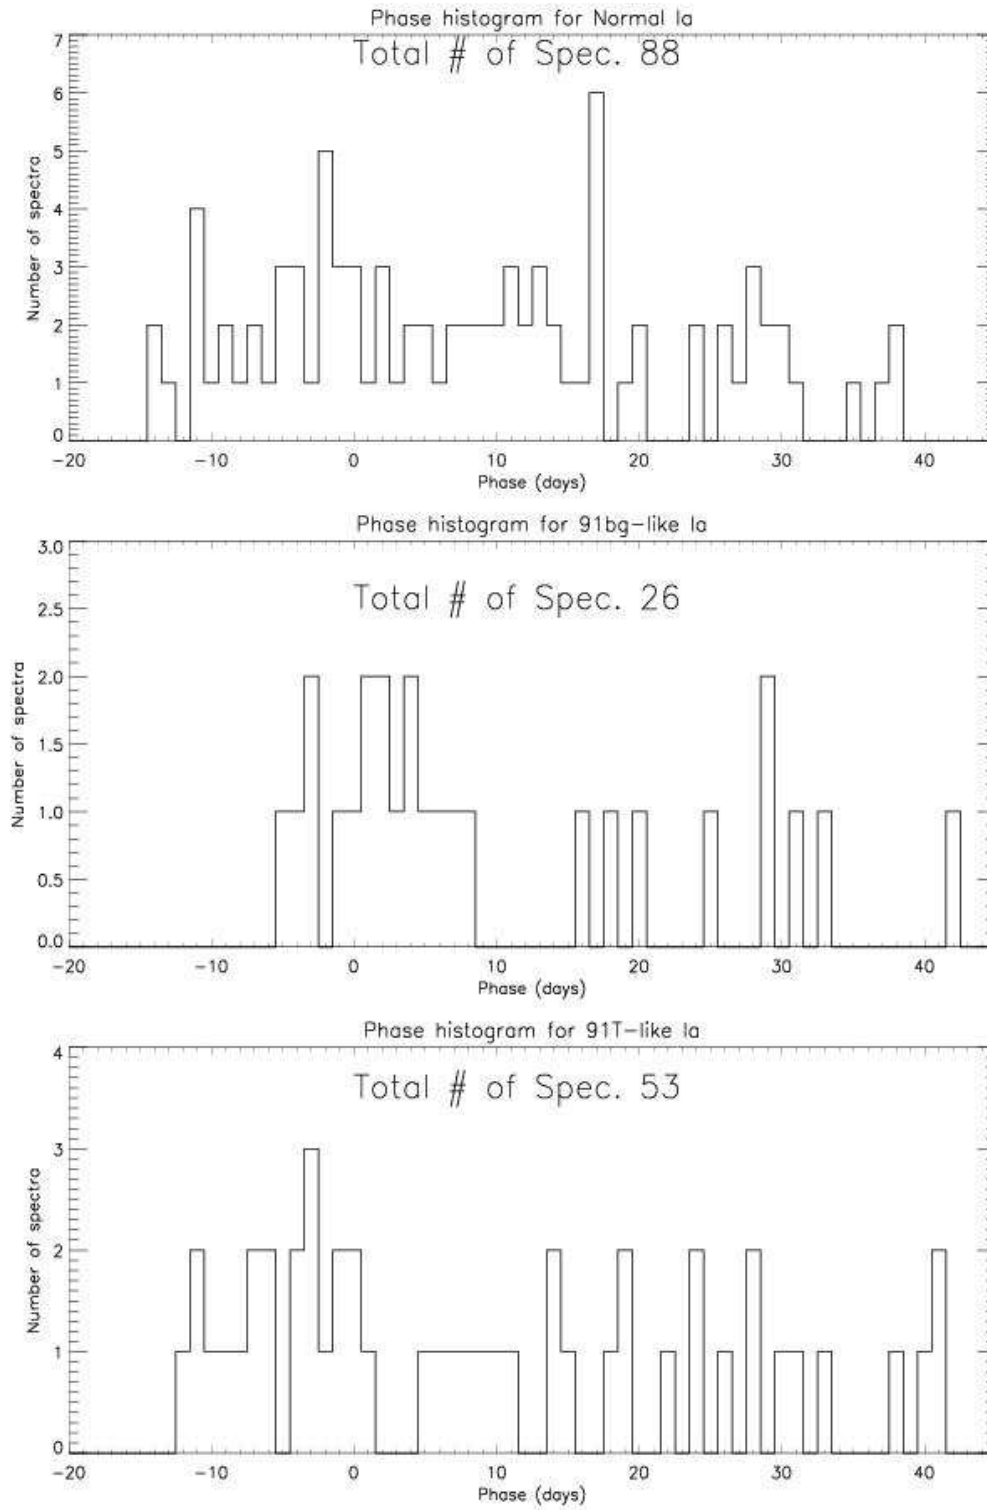 Phase histogram for Normal Ia
Total # of Spec. 88
7
6
5
4
3
2
1
0
Number of spectra
-20 -10 0 10 20 30 40
Phase (days)
Phase histogram for 91bg-like Ia
Total # of Spec. 26
3.0
2.5
2.0
1.5
1.0
0.5
0.0
Number of spectra
-20 -10 0 10 20 30 40
Phase (days)
Phase histogram for 91T-like Ia
Total # of Spec. 53
4
3
2
1
0
Number of spectra
-20 -10 0 10 20 30 40
Phase (days)